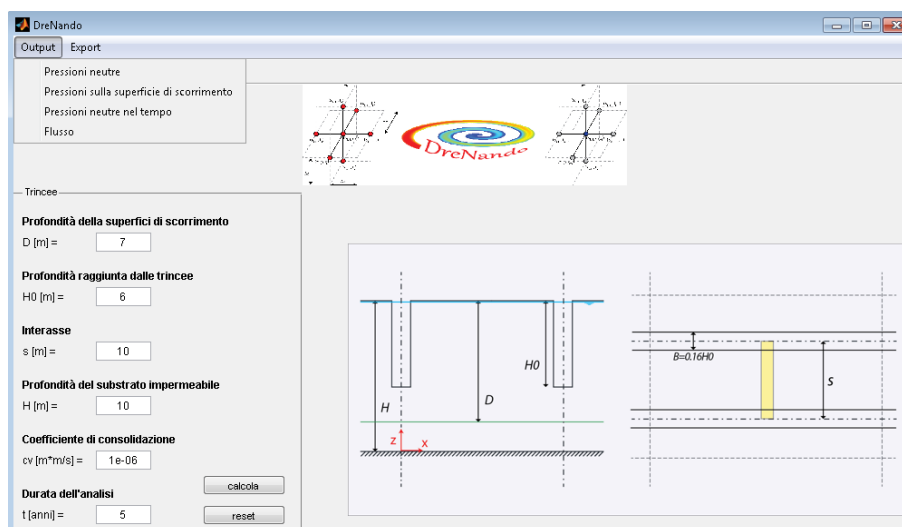 DreNando
Output Export
Pressioni neutre
Pressioni sulla superficie di scorrimento
Pressioni neutre nel tempo
Flusso
DreNando
Trincee
Profondità della superfici di scorrimento
D [m] = 7
Profondità raggiunta dalle trincee
H0 [m] = 6
Interasse
s [m] = 10
Profondità del substrato impermeabile
H [m] = 10
Coefficiente di consolidazione
cv [m*m/s] = 1e-06
Durata dell'analisi
t [anni] = 5
calcola
reset
H
D
H0
z
x
B=0.16H0
S